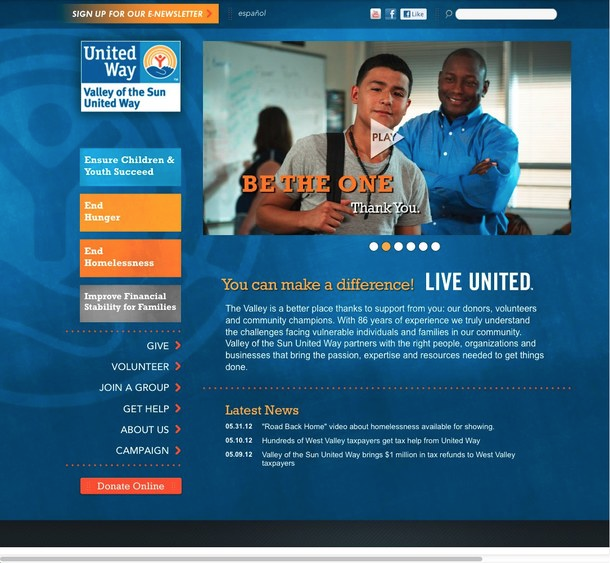 SIGN UP FOR OUR E-NEWSLETTER
español
You Tube
f
f Like
United
Way
Valley of the Sun
United Way
Ensure Children &
Youth Succeed
End
Hunger
End
Homelessness
Improve Financial
Stability for Families
GIVE
VOLUNTEER
JOIN A GROUP
GET HELP
ABOUT US
CAMPAIGN
Donate Online
PLAY
BE THE ONE
Thank You.
You can make a difference! LIVE UNITED.
The Valley is a better place thanks to support from you: our donors, volunteers
and community champions. With 86 years of experience we truly understand
the challenges facing vulnerable individuals and families in our community.
Valley of the Sun United Way partners with the right people, organizations and
businesses that bring the passion, expertise and resources needed to get things
done.
Latest News
05.31.12 "Road Back Home" video about homelessness available for showing.
05.10.12 Hundreds of West Valley taxpayers get tax help from United Way
05.09.12 Valley of the Sun United Way brings $1 million in tax refunds to West Valley
taxpayers